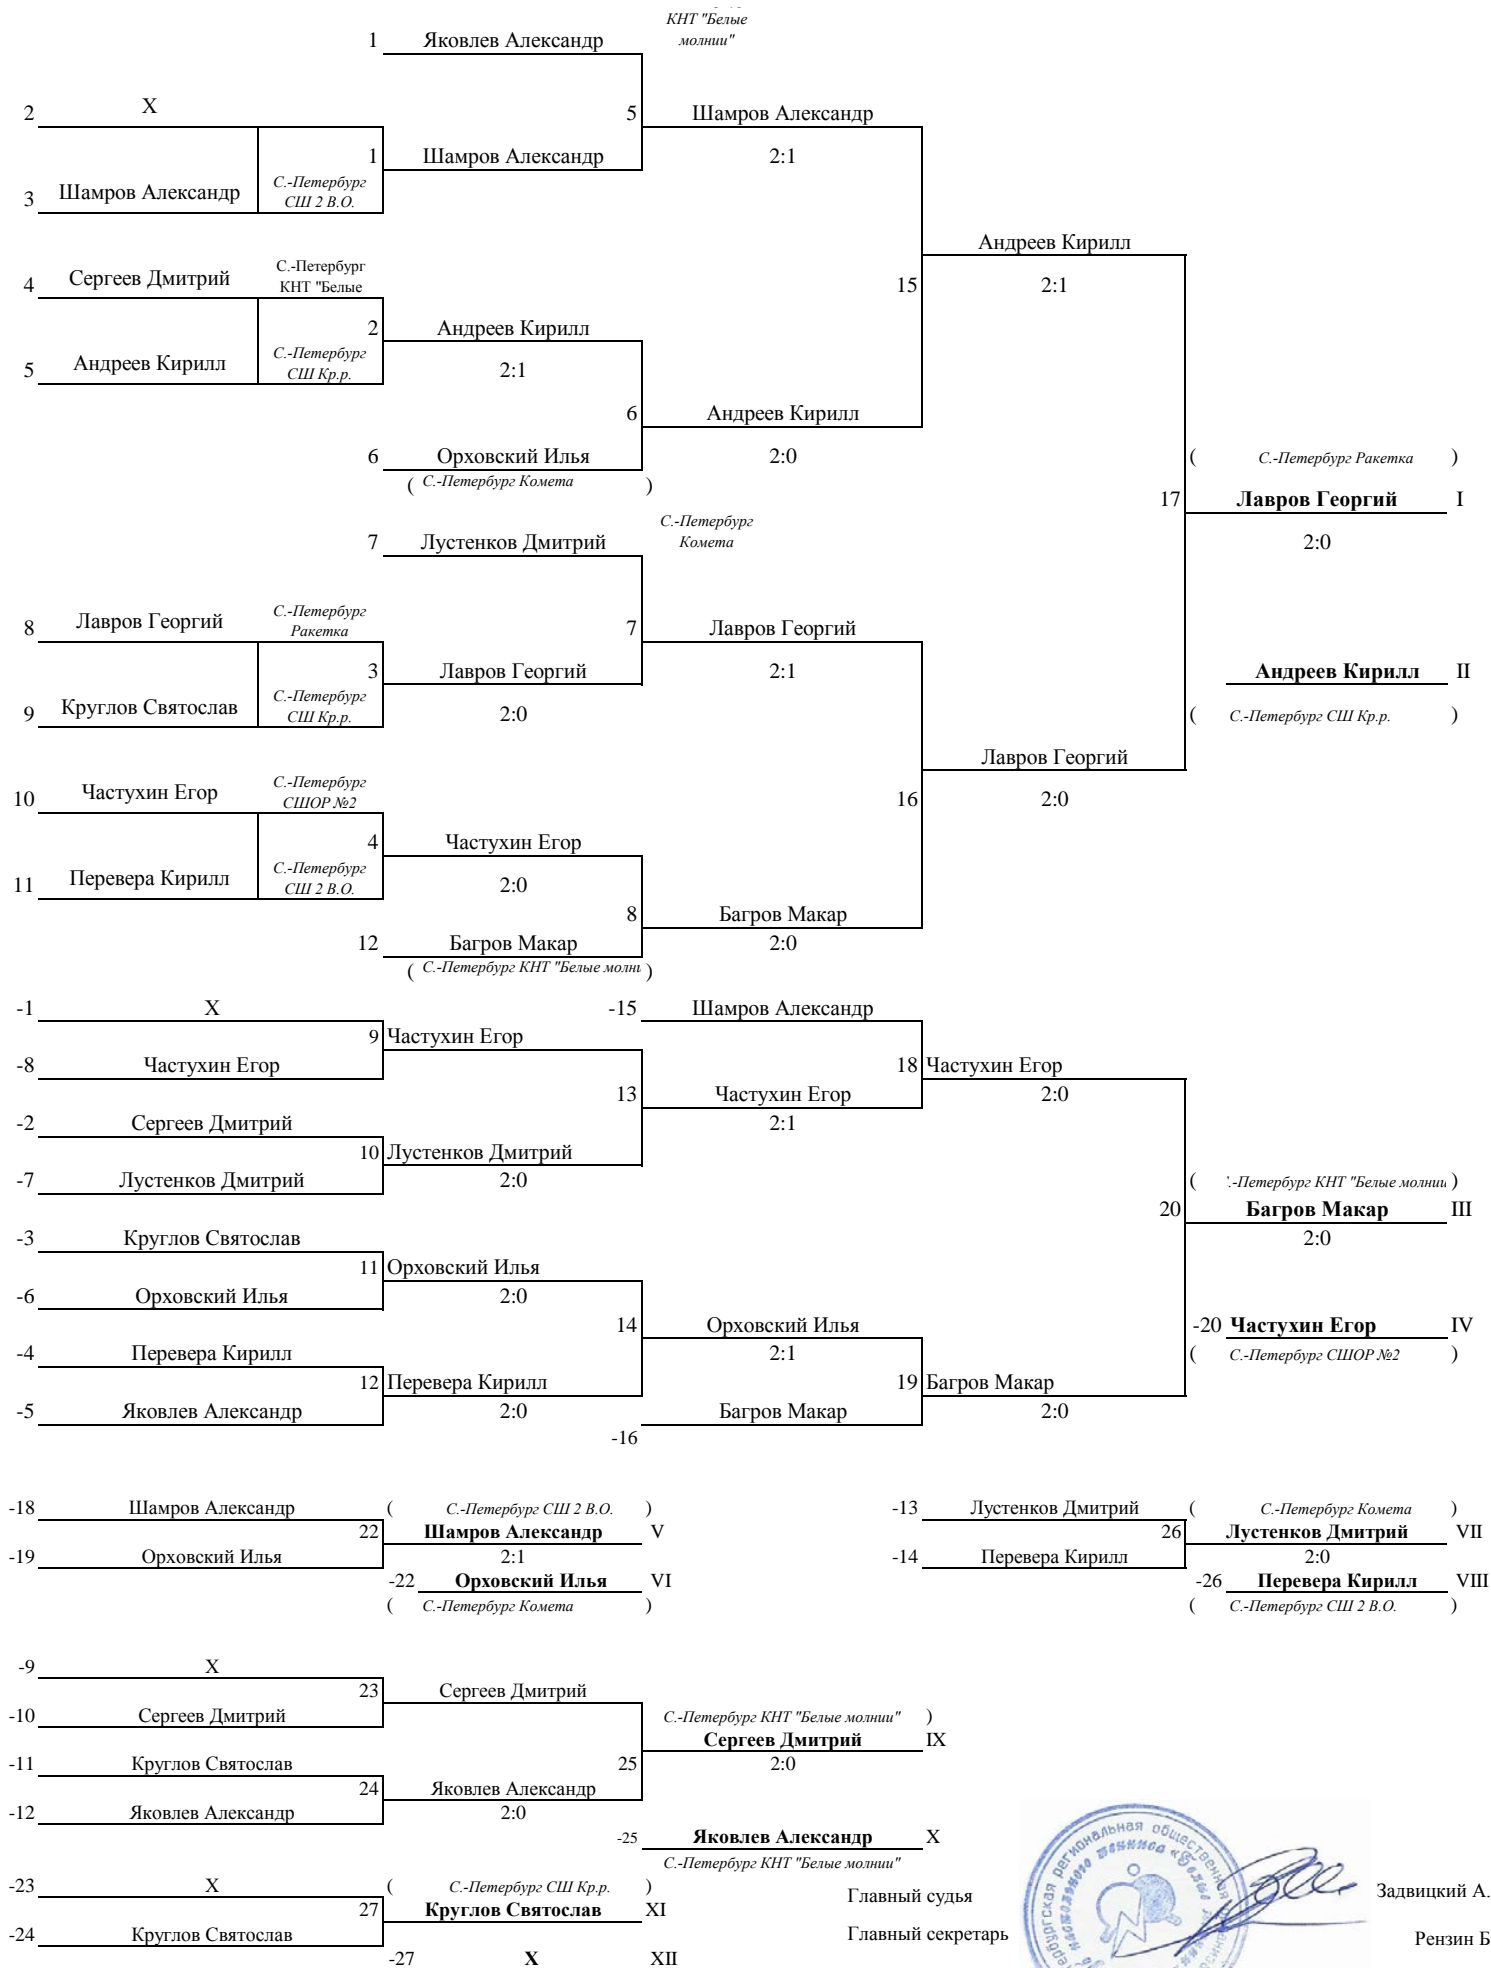 КНТ "Белые
молнии"
1 Яковлев Александр
2 X
5 Шамров Александр
1 Шамров Александр 2:1
3 Шамров Александр С.-Петербург
СШ 2 В.О.
Андреев Кирилл
4 Сергеев Дмитрий С.-Петербург
КНТ "Белые
15 2:1
2 Андреев Кирилл
5 Андреев Кирилл С.-Петербург
СШ Кр.р.
2:1
6 Андреев Кирилл
6 Орховский Илья 2:0
( С.-Петербург Комета )
( С.-Петербург Ракетка )
17 Лавров Георгий I
2:0
7 Лустенков Дмитрий С.-Петербург
Комета
8 Лавров Георгий С.-Петербург
Ракетка
7 Лавров Георгий
3 Лавров Георгий 2:1
Андреев Кирилл II
9 Круглов Святослав С.-Петербург
СШ Кр.р.
2:0
( С.-Петербург СШ Кр.р. )
Лавров Георгий
10 Частухин Егор С.-Петербург
СШОР №2
16 2:0
4 Частухин Егор
11 Перевера Кирилл С.-Петербург
СШ 2 В.О.
2:0
8 Багров Макар
12 Багров Макар 2:0
( С.-Петербург КНТ "Белые молни )
-1 X -15 Шамров Александр
9 Частухин Егор
-8 Частухин Егор 18 Частухин Егор
13 Частухин Егор 2:0
-2 Сергеев Дмитрий 2:1
10 Лустенков Дмитрий
-7 Лустенков Дмитрий 2:0
( .-Петербург КНТ "Белые молнии )
20 Багров Макар III
-3 Круглов Святослав 2:0
11 Орховский Илья
-6 Орховский Илья 2:0
14 Орховский Илья -20 Частухин Егор IV
-4 Перевера Кирилл 2:1 ( С.-Петербург СШОР №2 )
12 Перевера Кирилл 19 Багров Макар
-5 Яковлев Александр 2:0 Багров Макар 2:0
-16
-18 Шамров Александр ( С.-Петербург СШ 2 В.О. ) -13 Лустенков Дмитрий ( С.-Петербург Комета )
22 Шамров Александр V 26 Лустенков Дмитрий VII
-19 Орховский Илья 2:1 -14 Перевера Кирилл 2:0
-22 Орховский Илья VI -26 Перевера Кирилл VIII
( С.-Петербург Комета ) ( С.-Петербург СШ 2 В.О. )
-9 X
23 Сергеев Дмитрий
-10 Сергеев Дмитрий С.-Петербург КНТ "Белые молнии" )
Сергеев Дмитрий IX
-11 Круглов Святослав 25 2:0
24 Яковлев Александр
-12 Яковлев Александр 2:0
-25 Яковлев Александр X
С.-Петербург КНТ "Белые молнии"
-23 X ( С.-Петербург СШ Кр.р. ) Главный судья Задвицкий А.
27 Круглов Святослав XI
-24 Круглов Святослав Главный секретарь Рензин Б
-27 X XII
региональная